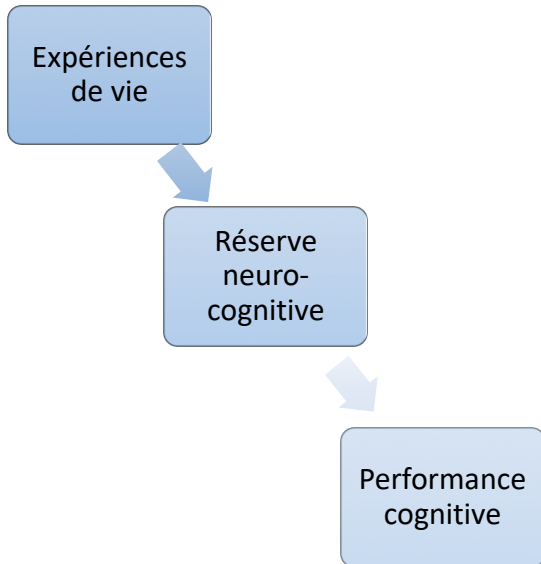 Expériences
de vie
Réserve
neuro-
cognitive
Performance
cognitive